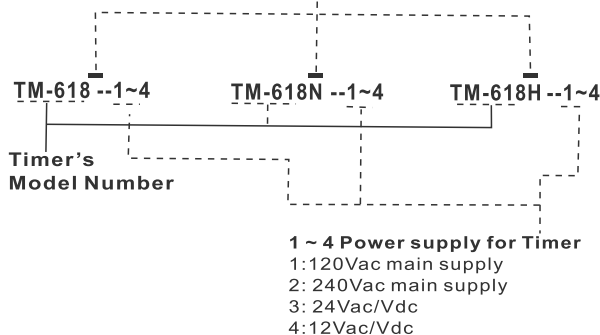 TM-618 --1~4 TM-618N --1~4 TM-618H --1~4
Timer's
Model Number
1 ~ 4 Power supply for Timer
1:120Vac main supply
2: 240Vac main supply
3: 24Vac/Vdc
4:12Vac/Vdc